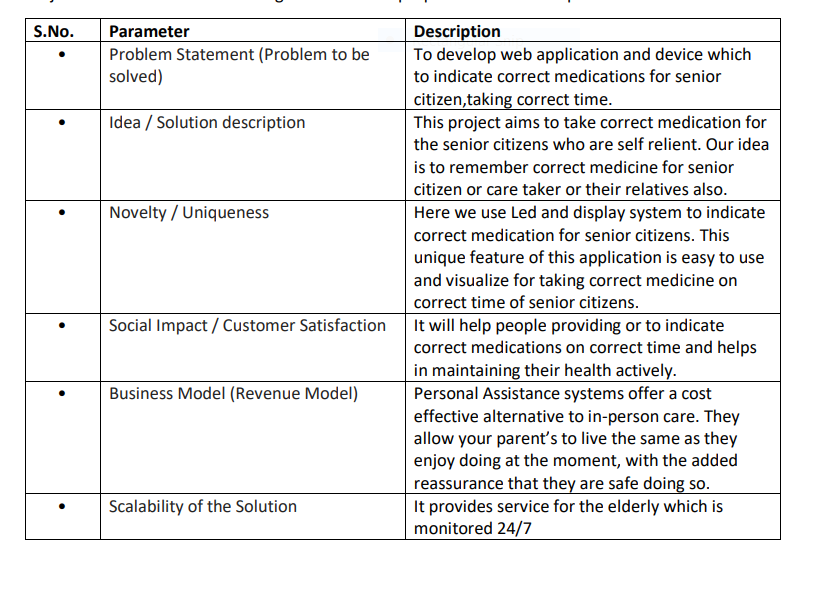 S.No. Parameter Description
• Problem Statement (Problem to be To develop web application and device which
solved) to indicate correct medications for senior
citizen,taking correct time.
• Idea / Solution description This project aims to take correct medication for
the senior citizens who are self relient. Our idea
is to remember correct medicine for senior
citizen or care taker or their relatives also.
• Novelty / Uniqueness Here we use Led and display system to indicate
correct medication for senior citizens. This
unique feature of this application is easy to use
and visualize for taking correct medicine on
correct time of senior citizens.
• Social Impact / Customer Satisfaction It will help people providing or to indicate
correct medications on correct time and helps
in maintaining their health actively.
• Business Model (Revenue Model) Personal Assistance systems offer a cost
effective alternative to in-person care. They
allow your parent’s to live the same as they
enjoy doing at the moment, with the added
reassurance that they are safe doing so.
• Scalability of the Solution It provides service for the elderly which is
monitored 24/7